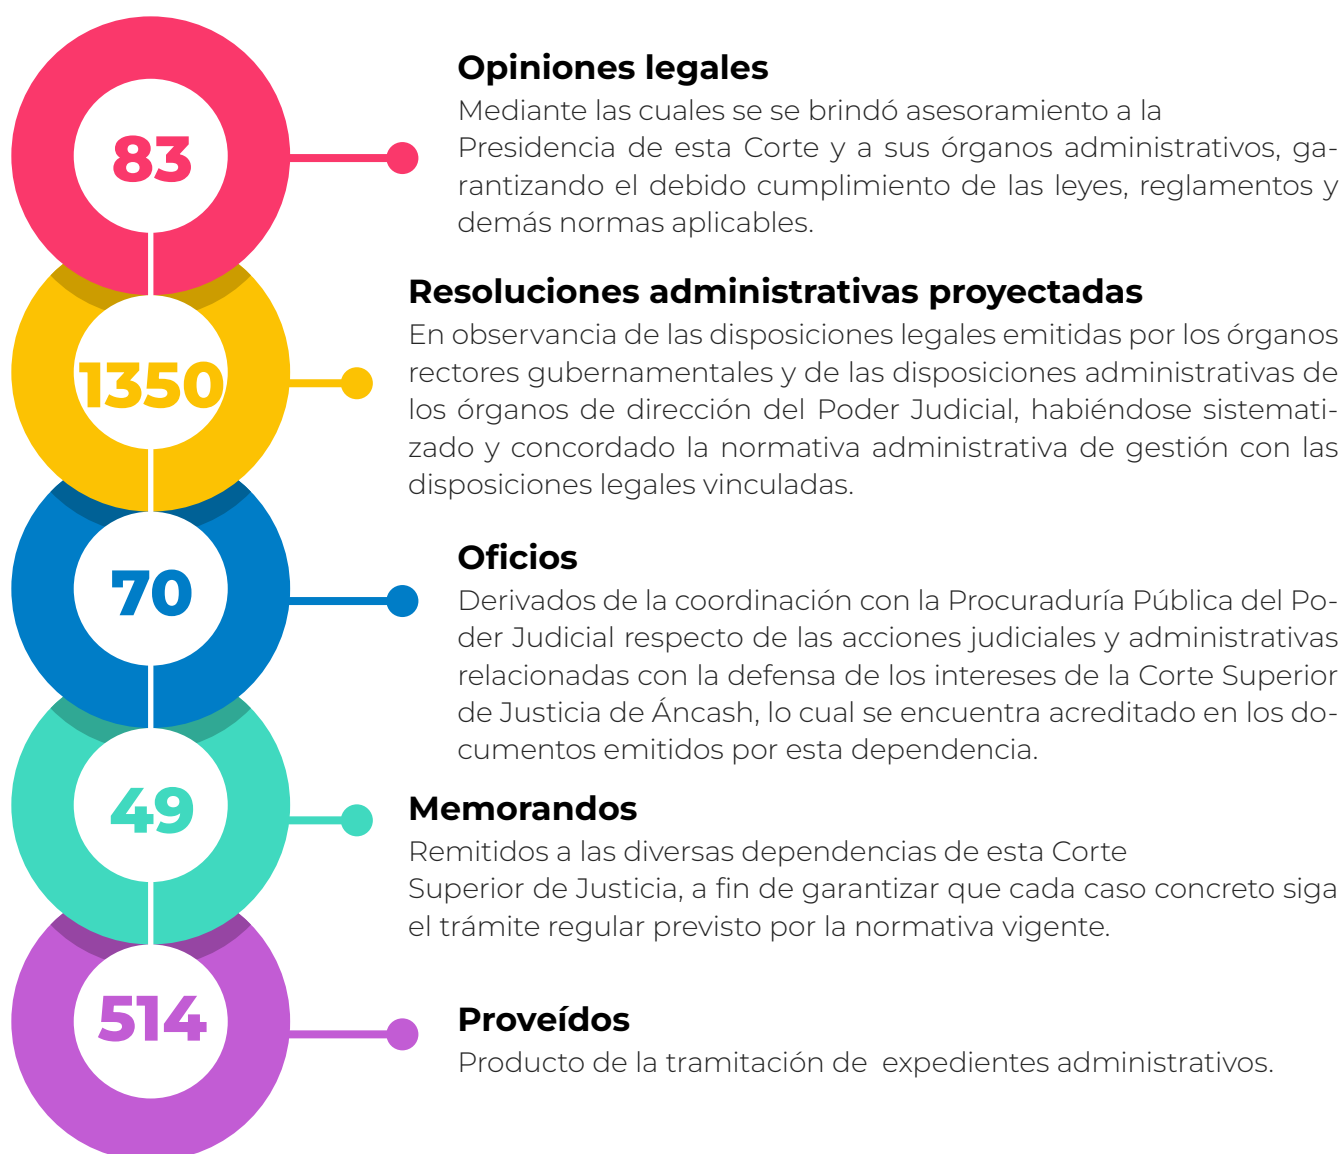 83
Opiniones legales
Mediante las cuales se se brindó asesoramiento a la
Presidencia de esta Corte y a sus órganos administrativos, ga-
rantizando el debido cumplimiento de las leyes, reglamentos y
demás normas aplicables.
1350
Resoluciones administrativas proyectadas
En observancia de las disposiciones legales emitidas por los órganos
rectores gubernamentales y de las disposiciones administrativas de
los órganos de dirección del Poder Judicial, habiéndose sistemati-
zado y concordado la normativa administrativa de gestión con las
disposiciones legales vinculadas.
70
Oficios
Derivados de la coordinación con la Procuraduría Pública del Po-
der Judicial respecto de las acciones judiciales y administrativas
relacionadas con la defensa de los intereses de la Corte Superior
de Justicia de Áncash, lo cual se encuentra acreditado en los do-
cumentos emitidos por esta dependencia.
49
Memorandos
Remitidos a las diversas dependencias de esta Corte
Superior de Justicia, a fin de garantizar que cada caso concreto siga
el trámite regular previsto por la normativa vigente.
514
Proveídos
Producto de la tramitación de  expedientes administrativos.